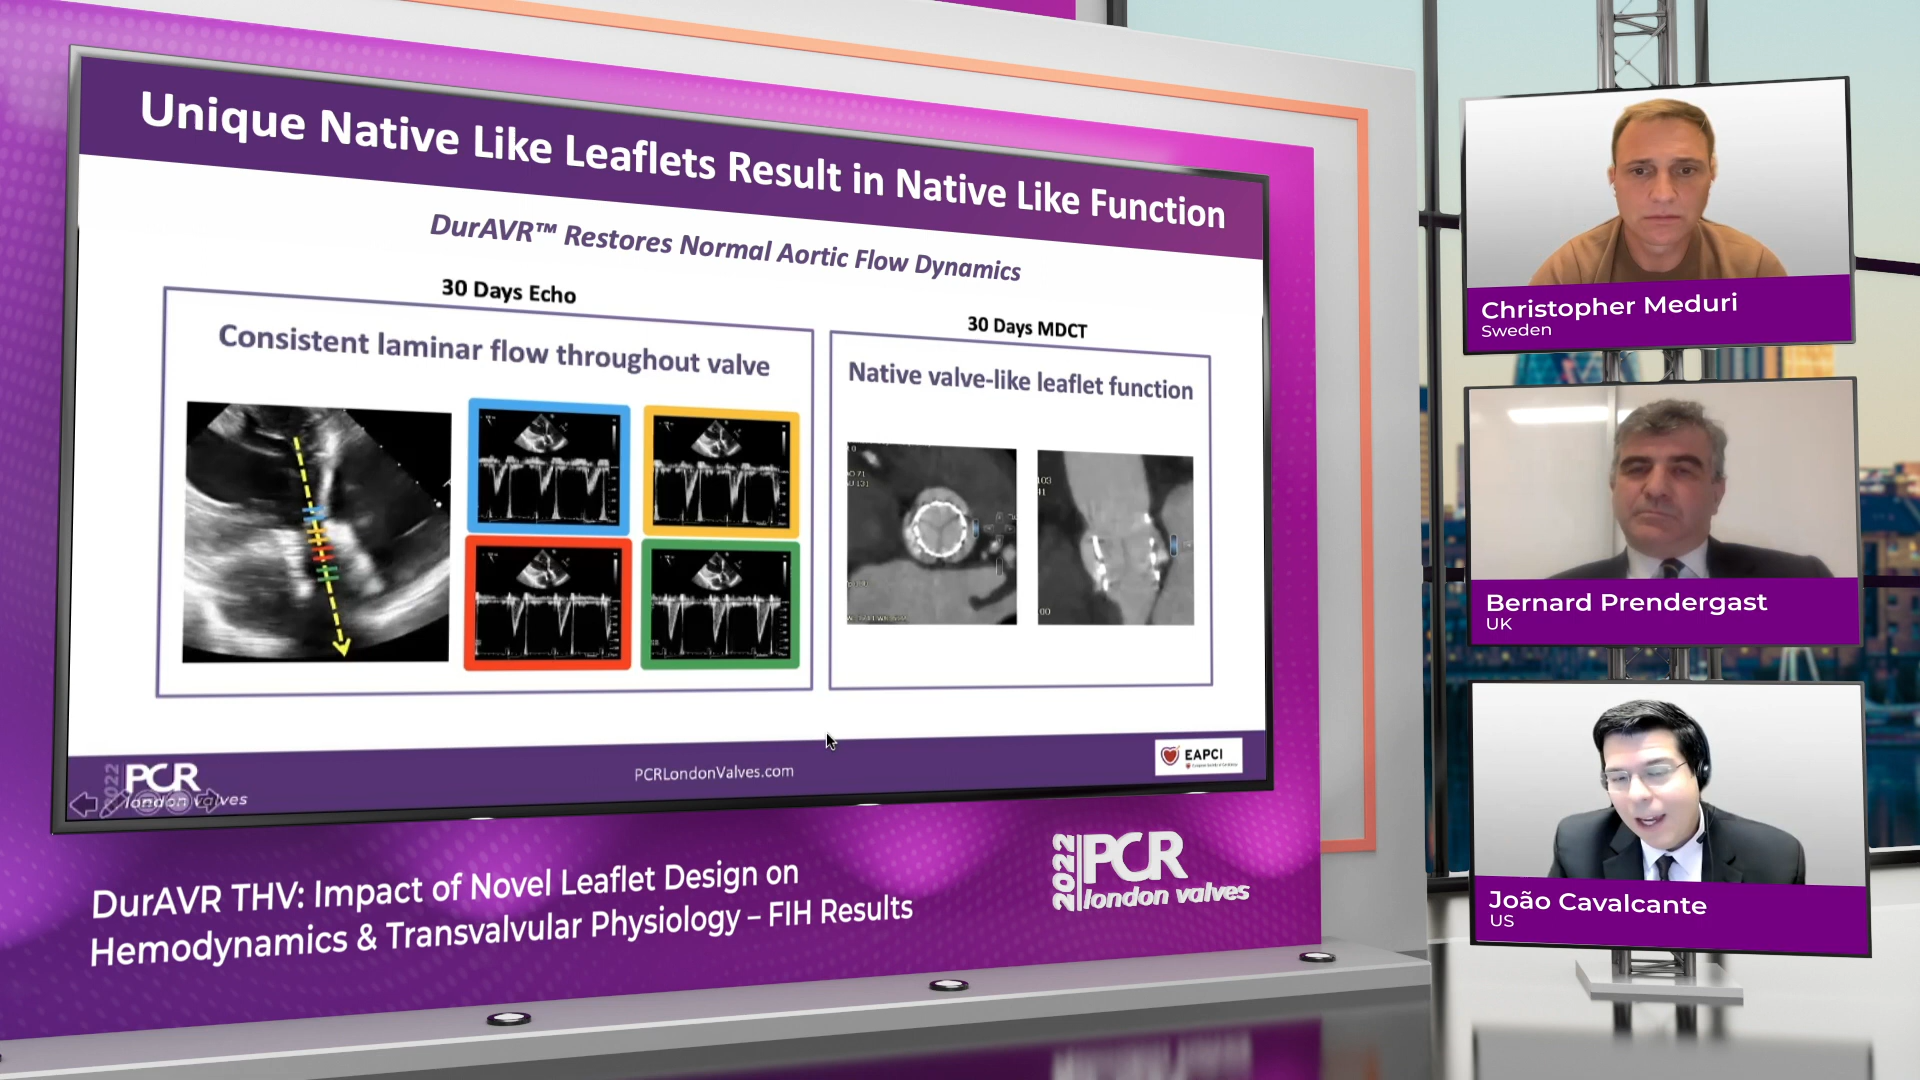 Unique Native Like Leaflets Result in Native Like Function
DurAVR™ Restores Normal Aortic Flow Dynamics
30 Days Echo
Consistent laminar flow throughout valve
30 Days MDCT
Native valve-like leaflet function
2022 PCR
london valves
PCRLondonValves.com
EAPCI
DurAVR THV: Impact of Novel Leaflet Design on
Hemodynamics & Transvalvular Physiology – FIH Results
2022 PCR
london valves
Christopher Meduri
Sweden
Bernard Prendergast
UK
João Cavalcante
US